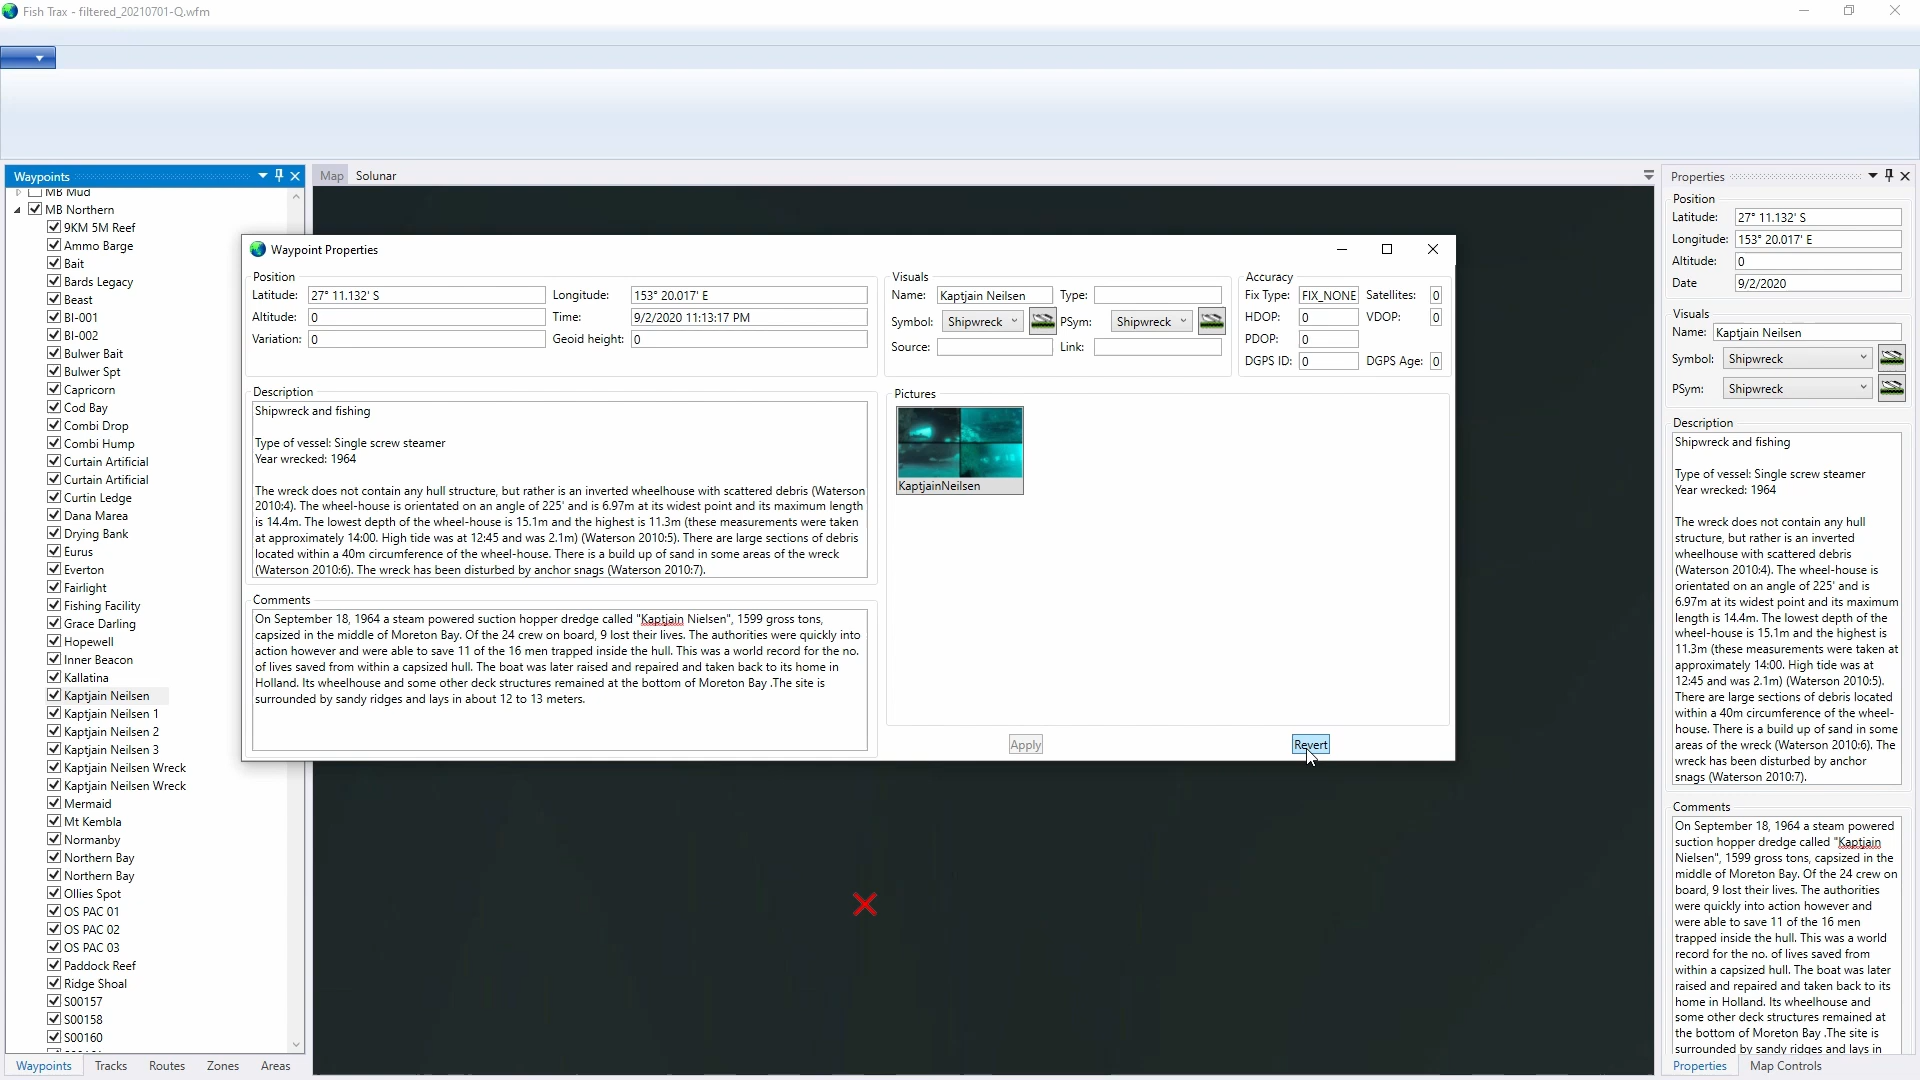 Fish Trax - filtered_20210701-Q.wfm
Waypoints
MB Mud
MB Northern
9KM 5M Reef
Ammo Barge
Bait
Bards Legacy
Beast
BI-001
BI-002
Bulwer Bait
Bulwer Spt
Capricorn
Cod Bay
Combi Drop
Combi Hump
Curtain Artificial
Curtain Artificial
Curtin Ledge
Dana Marea
Drying Bank
Eurus
Everton
Fairlight
Fishing Facility
Grace Darling
Hopewell
Inner Beacon
Kallatina
Kaptjain Neilsen
Kaptjain Neilsen 1
Kaptjain Neilsen 2
Kaptjain Neilsen 3
Kaptjain Neilsen Wreck
Kaptjain Neilsen Wreck
Mermaid
Mt Kembla
Normanby
Northern Bay
Northern Bay
Ollies Spot
OS PAC 01
OS PAC 02
OS PAC 03
Paddock Reef
Ridge Shoal
S00157
S00158
S00160
Waypoints Tracks Routes Zones Areas
Map Solunar
Waypoint Properties
Position
Latitude: 27° 11.132' S Longitude: 153° 20.017' E
Altitude: 0 Time: 9/2/2020 11:13:17 PM
Variation: 0 Geoid height: 0
Visuals
Name: Kaptjain Neilsen Type:
Symbol: Shipwreck PSym: Shipwreck
Source: Link:
Accuracy
Fix Type: FIX_NONE Satellites: 0
HDOP: 0 VDOP: 0
PDOP: 0
DGPS ID: 0 DGPS Age: 0
Description
Shipwreck and fishing
Type of vessel: Single screw steamer
Year wrecked: 1964
The wreck does not contain any hull structure, but rather is an inverted wheelhouse with scattered debris (Waterson
2010:4). The wheel-house is orientated on an angle of 225' and is 6.97m at its widest point and its maximum length
is 14.4m. The lowest depth of the wheel-house is 15.1m and the highest is 11.3m (these measurements were taken
at approximately 14:00. High tide was at 12:45 and was 2.1m) (Waterson 2010:5). There are large sections of debris
located within a 40m circumference of the wheel-house. There is a build up of sand in some areas of the wreck
(Waterson 2010:6). The wreck has been disturbed by anchor snags (Waterson 2010:7).
Comments
On September 18, 1964 a steam powered suction hopper dredge called "Kaptjain Nielsen", 1599 gross tons,
capsized in the middle of Moreton Bay. Of the 24 crew on board, 9 lost their lives. The authorities were quickly into
action however and were able to save 11 of the 16 men trapped inside the hull. This was a world record for the no.
of lives saved from within a capsized hull. The boat was later raised and repaired and taken back to its home in
Holland. Its wheelhouse and some other deck structures remained at the bottom of Moreton Bay .The site is
surrounded by sandy ridges and lays in about 12 to 13 meters.
Pictures
KaptjainNeilsen
Apply Revert
Properties
Position
Latitude: 27° 11.132' S
Longitude: 153° 20.017' E
Altitude: 0
Date 9/2/2020
Visuals
Name: Kaptjain Neilsen
Symbol: Shipwreck
PSym: Shipwreck
Description
Shipwreck and fishing
Type of vessel: Single screw steamer
Year wrecked: 1964
The wreck does not contain any hull
structure, but rather is an inverted
wheelhouse with scattered debris
(Waterson 2010:4). The wheel-house is
orientated on an angle of 225' and is
6.97m at its widest point and its maximum
length is 14.4m. The lowest depth of the
wheel-house is 15.1m and the highest is
11.3m (these measurements were taken at
approximately 14:00. High tide was at
12:45 and was 2.1m) (Waterson 2010:5).
There are large sections of debris located
within a 40m circumference of the wheel-
house. There is a build up of sand in some
areas of the wreck (Waterson 2010:6). The
wreck has been disturbed by anchor
snags (Waterson 2010:7).
Comments
On September 18, 1964 a steam powered
suction hopper dredge called "Kaptjain
Nielsen", 1599 gross tons, capsized in the
middle of Moreton Bay. Of the 24 crew on
board, 9 lost their lives. The authorities
were quickly into action however and
were able to save 11 of the 16 men
trapped inside the hull. This was a world
record for the no. of lives saved from
within a capsized hull. The boat was later
raised and repaired and taken back to its
home in Holland. Its wheelhouse and
some other deck structures remained at
the bottom of Moreton Bay .The site is
surrounded by sandy ridges and lays in
Properties Map Controls